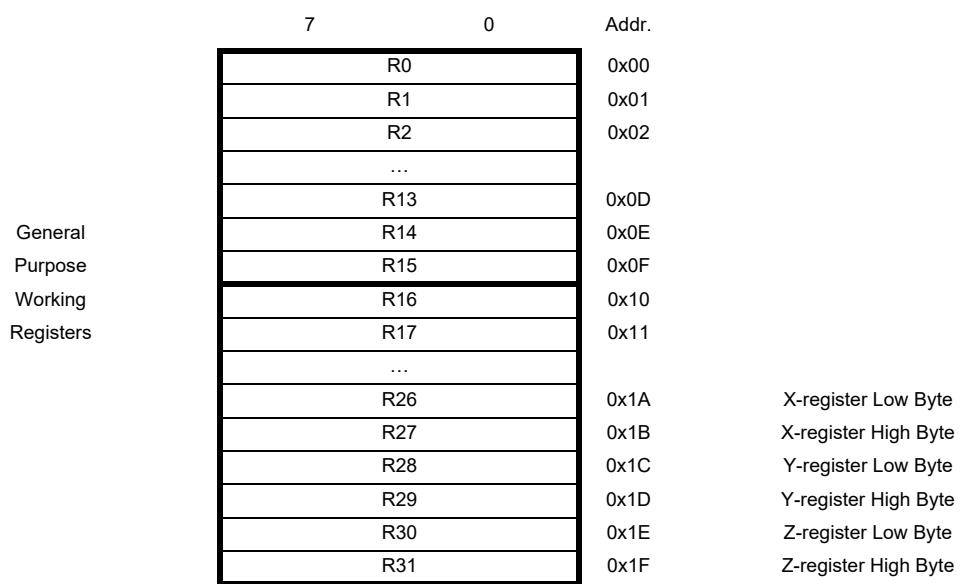 7 0 Addr.
R0 0x00
R1 0x01
R2 0x02
…
R13 0x0D
General R14 0x0E
Purpose R15 0x0F
Working R16 0x10
Registers R17 0x11
…
R26 0x1A X-register Low Byte
R27 0x1B X-register High Byte
R28 0x1C Y-register Low Byte
R29 0x1D Y-register High Byte
R30 0x1E Z-register Low Byte
R31 0x1F Z-register High Byte